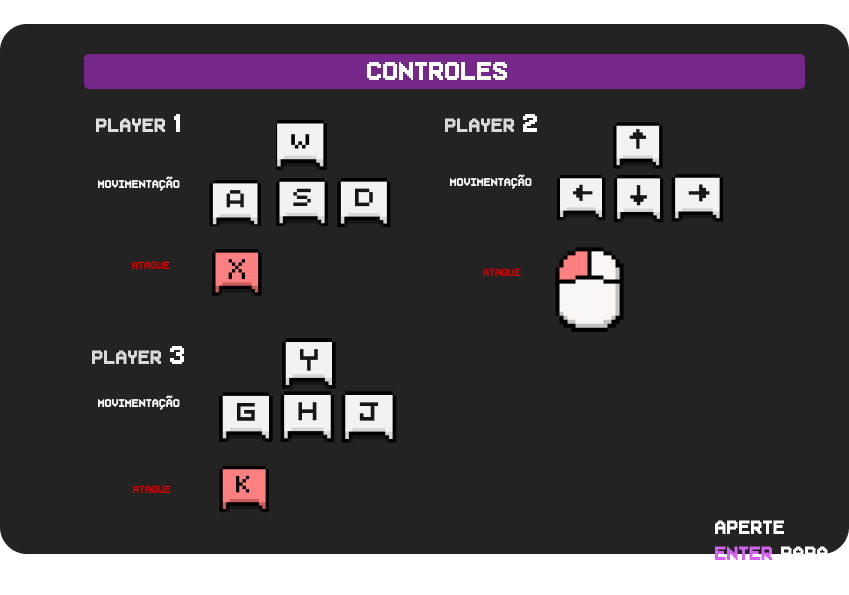 CONTROLES
PLAYER 1
W
MOVIMENTAÇÃO
A S D
ATAQUE
X
PLAYER 2
↑
MOVIMENTAÇÃO
← ↓ →
ATAQUE
PLAYER 3
Y
MOVIMENTAÇÃO
G H J
ATAQUE
K
APERTE
ENTER PARA